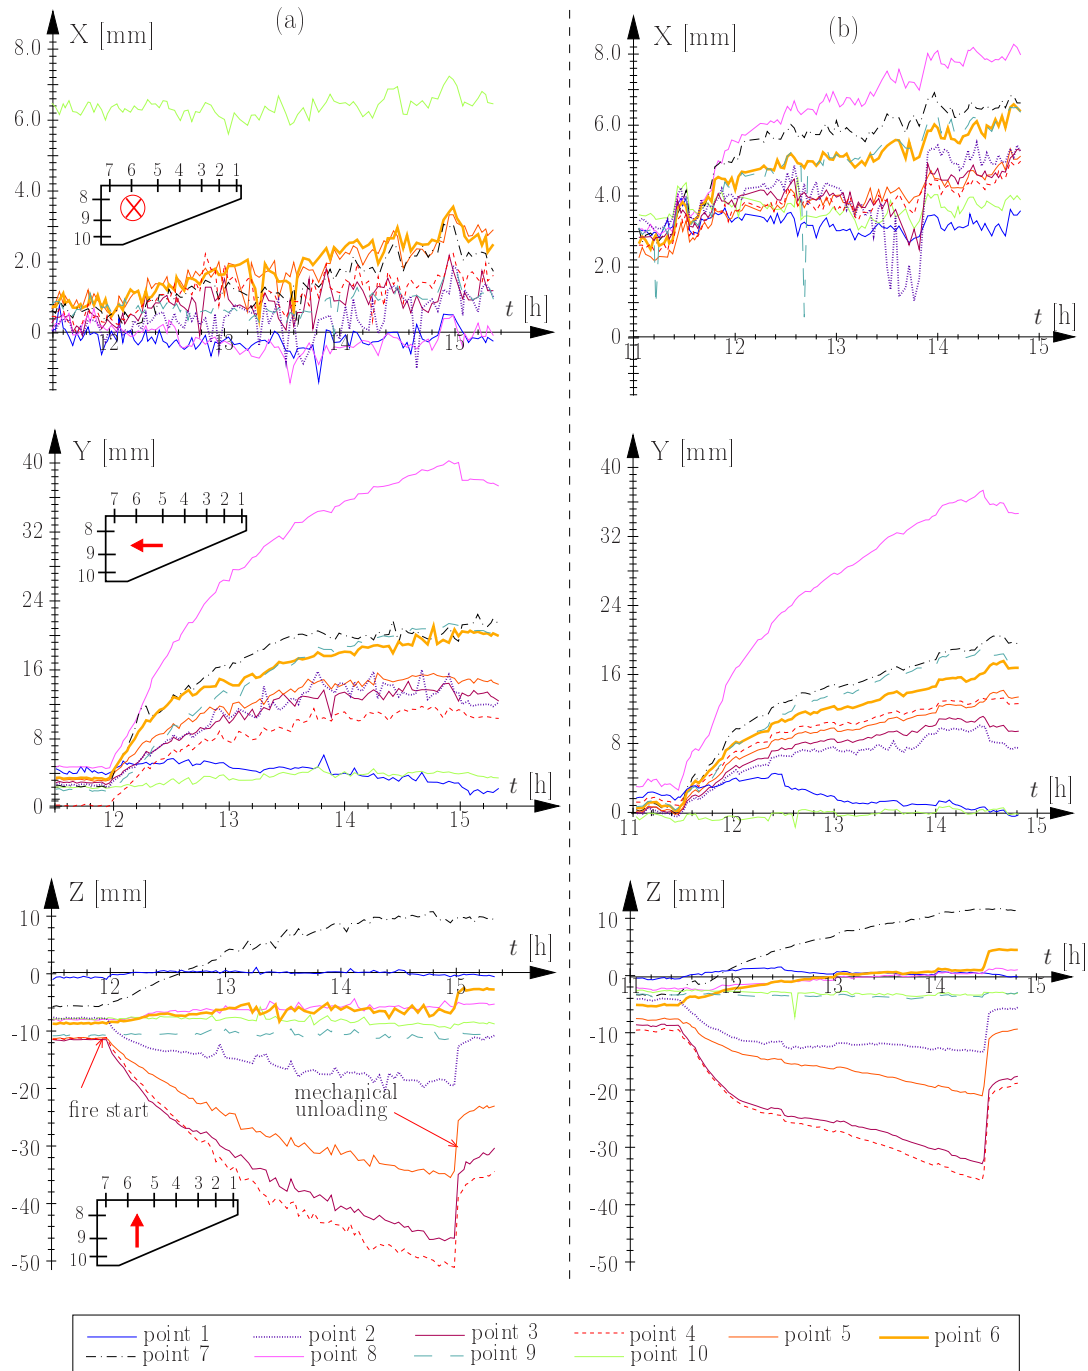 (a)
X [mm]
8.0
6.0
4.0
2.0
0
7 6 5 4 3 2 1
8
9
10
t [h]
12 13 14 15
(b)
X [mm]
8.0
6.0
4.0
2.0
0
t [h]
11 12 13 14 15
Y [mm]
40
32
24
16
8
0
7 6 5 4 3 2 1
8
9
10
t [h]
12 13 14 15
Y [mm]
40
32
24
16
8
0
t [h]
11 12 13 14 15
Z [mm]
10
0
-10
-20
-30
-40
-50
t [h]
12 13 14 15
fire start
mechanical
unloading
7 6 5 4 3 2 1
8
9
10
Z [mm]
10
0
-10
-20
-30
-40
-50
t [h]
11 12 13 14 15
point 1 point 2 point 3 point 4 point 5 point 6
point 7 point 8 point 9 point 10